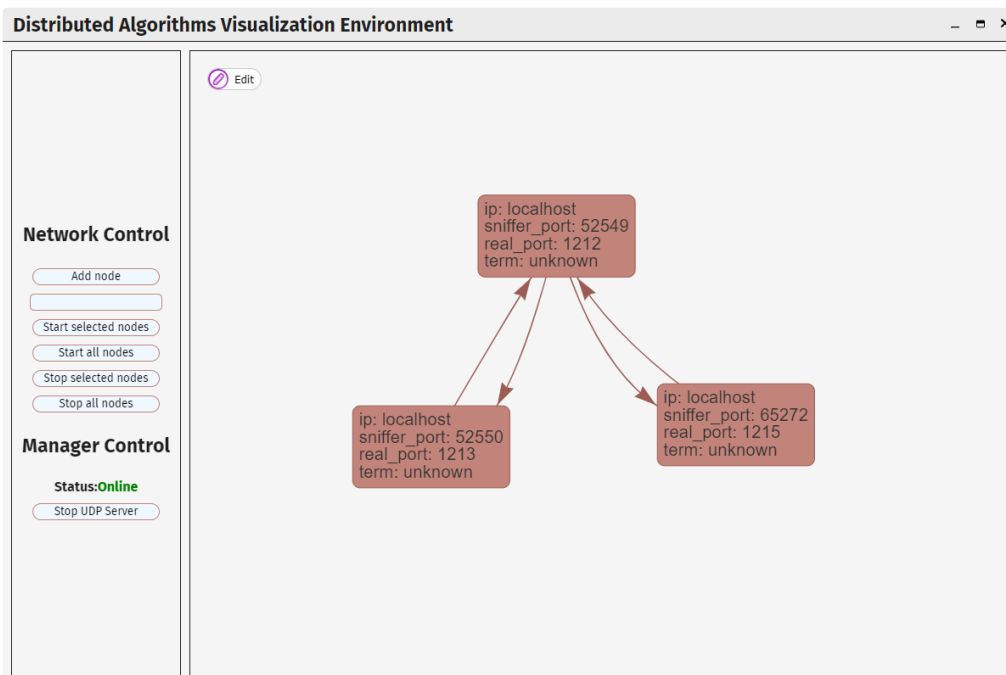 Distributed Algorithms Visualization Environment
Edit
Network Control
Add node
Start selected nodes
Start all nodes
Stop selected nodes
Stop all nodes
Manager Control
Status:Online
Stop UDP Server
ip: localhost
sniffer_port: 52549
real_port: 1212
term: unknown
ip: localhost
sniffer_port: 52550
real_port: 1213
term: unknown
ip: localhost
sniffer_port: 65272
real_port: 1215
term: unknown